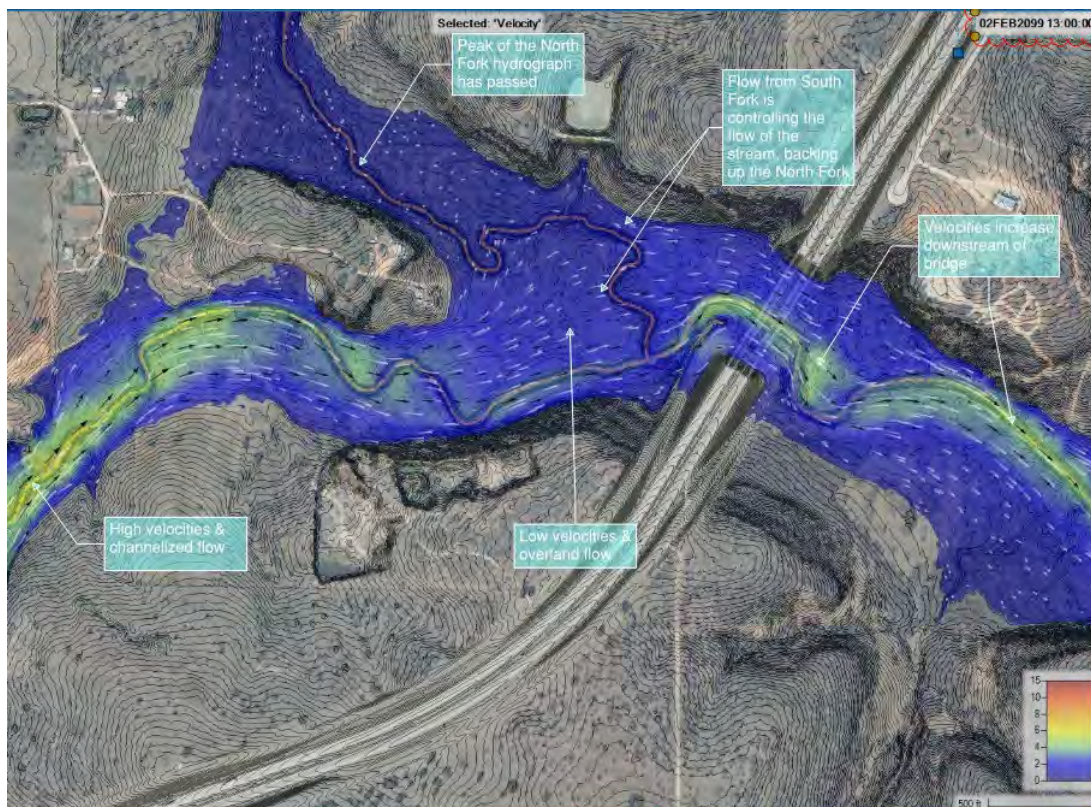 Selected: 'Velocity'
02FEB2099 13:00:00
Peak of the North
Fork hydrograph
has passed
Flow from South
Fork is
controlling the
flow of the
stream, backing
up the North Fork
Velocities increase
downstream of
bridge
High velocities &
channelized flow
Low velocities &
overland flow
15
10
8
6
4
2
0
500 ft